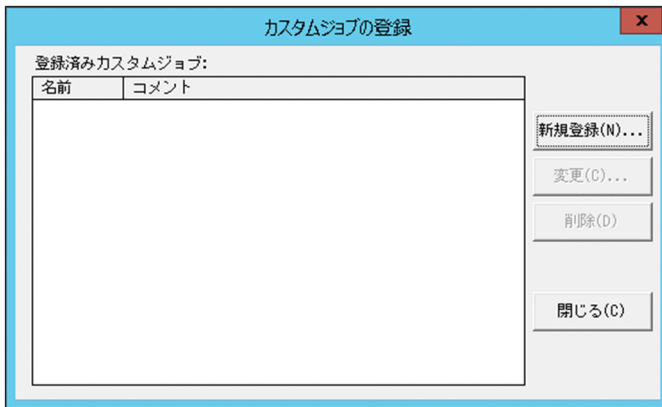 カスタムジョブの登録
x
登録済みカスタムジョブ:
名前 コメント
新規登録(N)...
変更(C)...
削除(D)
閉じる(C)